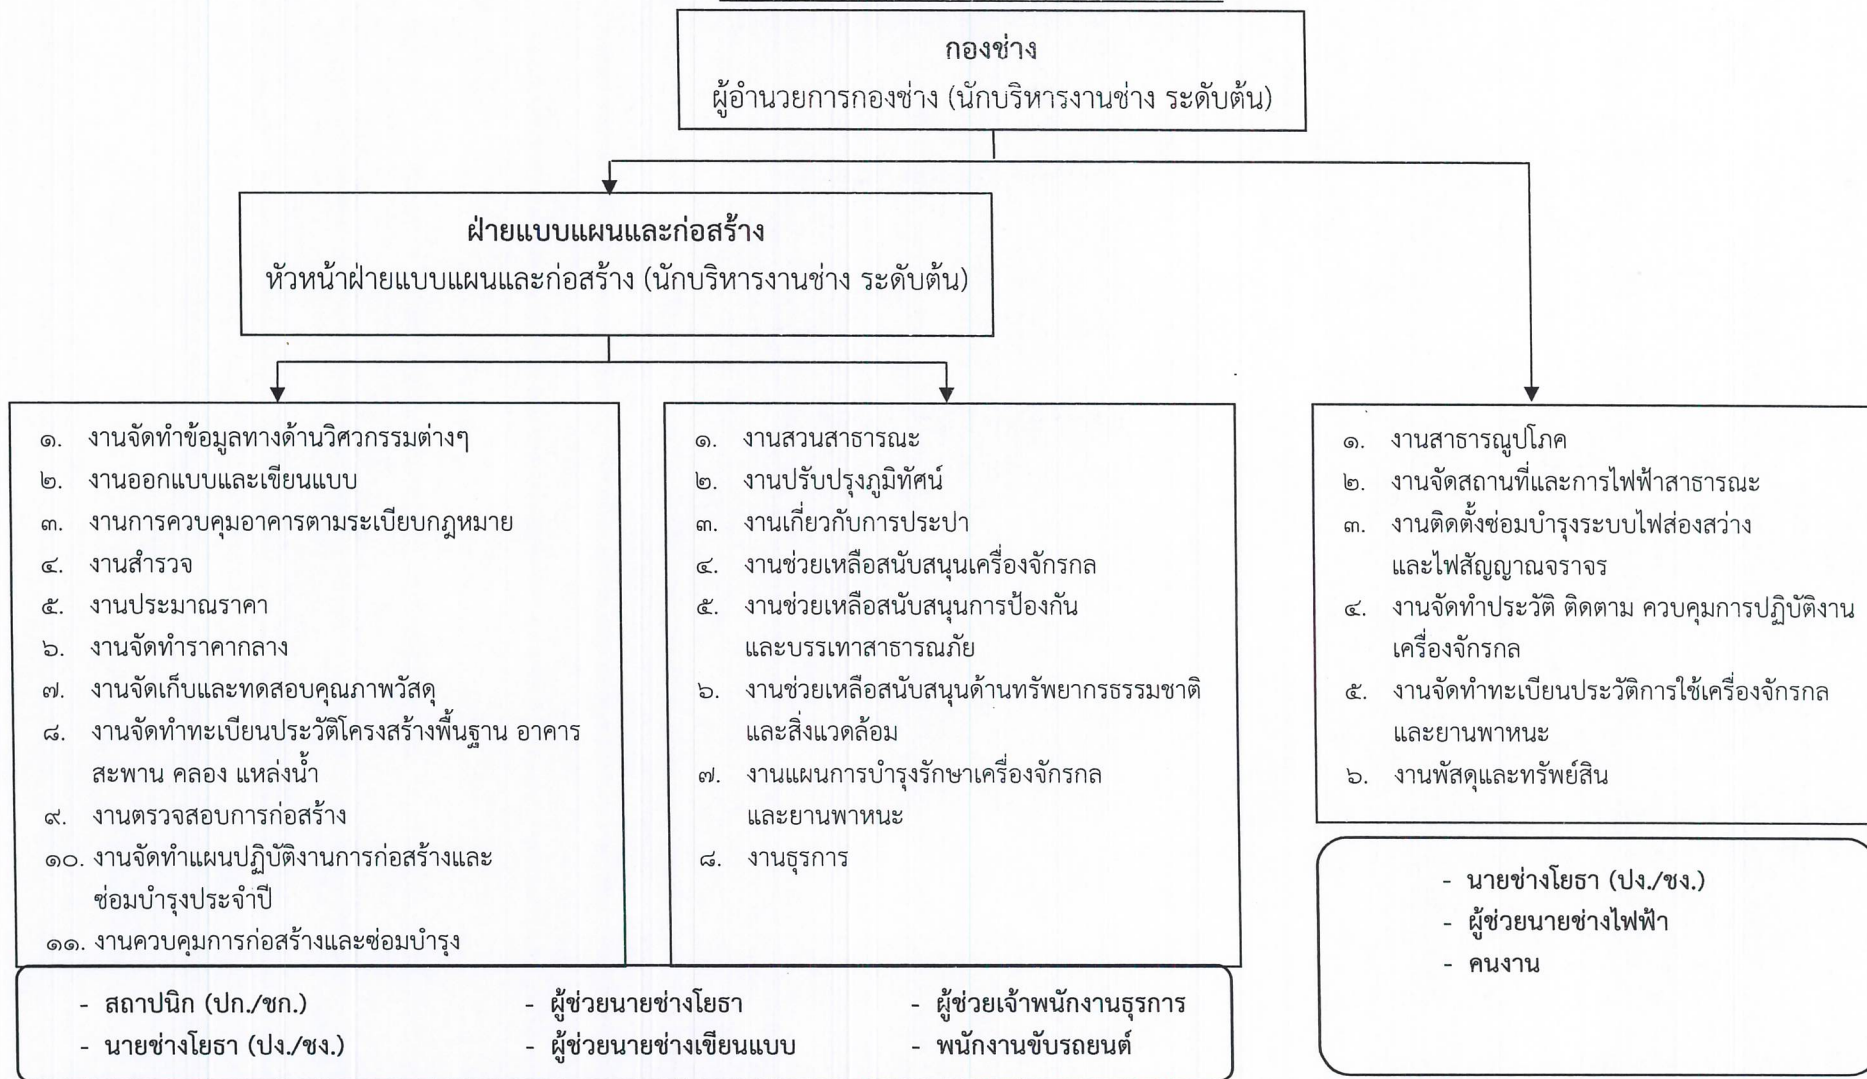 กองช่าง
ผู้อำนวยการกองช่าง (นักบริหารงานช่าง ระดับต้น)
ฝ่ายแบบแผนและก่อสร้าง
หัวหน้าฝ่ายแบบแผนและก่อสร้าง (นักบริหารงานช่าง ระดับต้น)
๑. งานจัดทำข้อมูลทางด้านวิศวกรรมต่างๆ
๒. งานออกแบบและเขียนแบบ
๓. งานการควบคุมอาคารตามระเบียบกฎหมาย
๔. งานสำรวจ
๕. งานประมาณราคา
๖. งานจัดทำราคากลาง
๗. งานจัดเก็บและทดสอบคุณภาพวัสดุ
๘. งานจัดทำทะเบียนประวัติโครงสร้างพื้นฐาน อาคาร
สะพาน คลอง แหล่งน้ำ
๙. งานตรวจสอบการก่อสร้าง
๑๐. งานจัดทำแผนปฏิบัติงานการก่อสร้างและ
ซ่อมบำรุงประจำปี
๑๑. งานควบคุมการก่อสร้างและซ่อมบำรุง
๑. งานสวนสาธารณะ
๒. งานปรับปรุงภูมิทัศน์
๓. งานเกี่ยวกับการประปา
๔. งานช่วยเหลือสนับสนุนเครื่องจักรกล
๕. งานช่วยเหลือสนับสนุนการป้องกัน
และบรรเทาสาธารณภัย
๖. งานช่วยเหลือสนับสนุนด้านทรัพยากรธรรมชาติ
และสิ่งแวดล้อม
๗. งานแผนการบำรุงรักษาเครื่องจักรกล
และยานพาหนะ
๘. งานธุรการ
๑. งานสาธารณูปโภค
๒. งานจัดสถานที่และการไฟฟ้าสาธารณะ
๓. งานติดตั้งซ่อมบำรุงระบบไฟส่องสว่าง
และไฟสัญญาณจราจร
๔. งานจัดทำประวัติ ติดตาม ควบคุมการปฏิบัติงาน
เครื่องจักรกล
๕. งานจัดทำทะเบียนประวัติการใช้เครื่องจักรกล
และยานพาหนะ
๖. งานพัสดุและทรัพย์สิน
- สถาปนิก (ปก./ชก.)
- นายช่างโยธา (ปง./ชง.)
- ผู้ช่วยนายช่างโยธา
- ผู้ช่วยนายช่างเขียนแบบ
- ผู้ช่วยเจ้าพนักงานธุรการ
- พนักงานขับรถยนต์
- นายช่างโยธา (ปง./ชง.)
- ผู้ช่วยนายช่างไฟฟ้า
- คนงาน